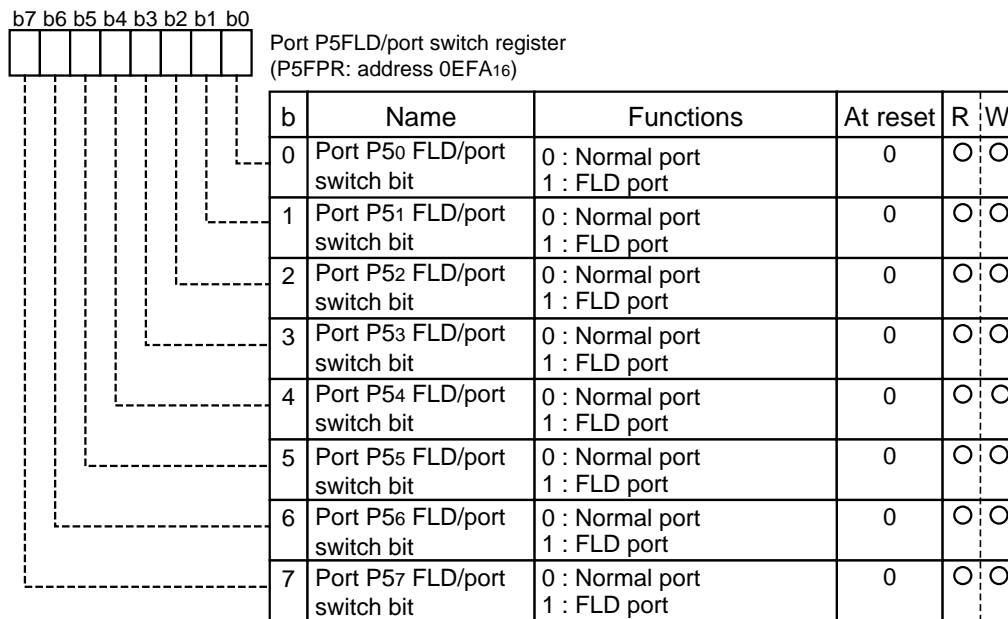 b7 b6 b5 b4 b3 b2 b1 b0
Port P5FLD/port switch register
(P5FPR: address 0EFA16)
b Name Functions At reset R W
0 Port P50 FLD/port switch bit 0 : Normal port 0 O O
1 : FLD port
1 Port P51 FLD/port switch bit 0 : Normal port 0 O O
1 : FLD port
2 Port P52 FLD/port switch bit 0 : Normal port 0 O O
1 : FLD port
3 Port P53 FLD/port switch bit 0 : Normal port 0 O O
1 : FLD port
4 Port P54 FLD/port switch bit 0 : Normal port 0 O O
1 : FLD port
5 Port P55 FLD/port switch bit 0 : Normal port 0 O O
1 : FLD port
6 Port P56 FLD/port switch bit 0 : Normal port 0 O O
1 : FLD port
7 Port P57 FLD/port switch bit 0 : Normal port 0 O O
1 : FLD port